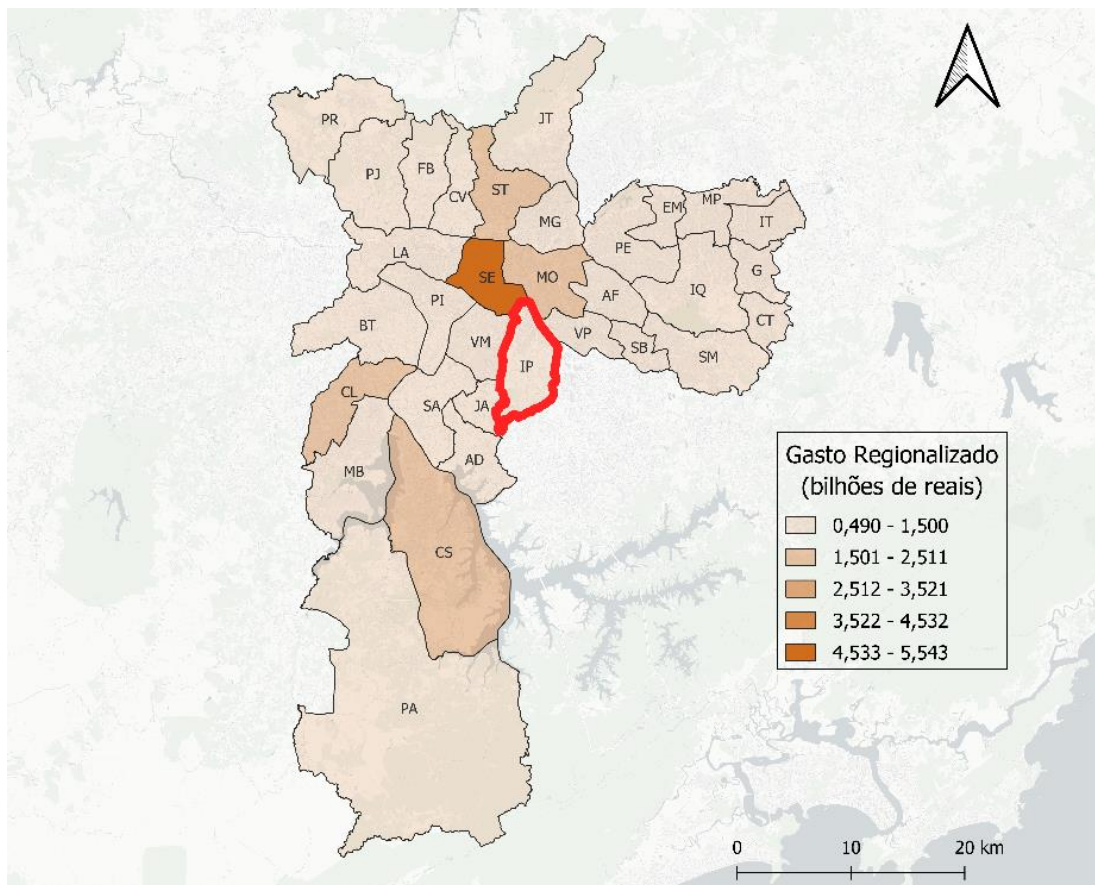 JT
PR
FB
PJ
ST
CV
MG
EM
MP
IT
PE
LA
SE
MO
G
PI
AF
IQ
BT
CT
VM
VP
SB
SM
IP
CL
SA
JA
AD
MB
CS
PA
Gasto Regionalizado
(bilhões de reais)
0,490 - 1,500
1,501 - 2,511
2,512 - 3,521
3,522 - 4,532
4,533 - 5,543
0 10 20 km